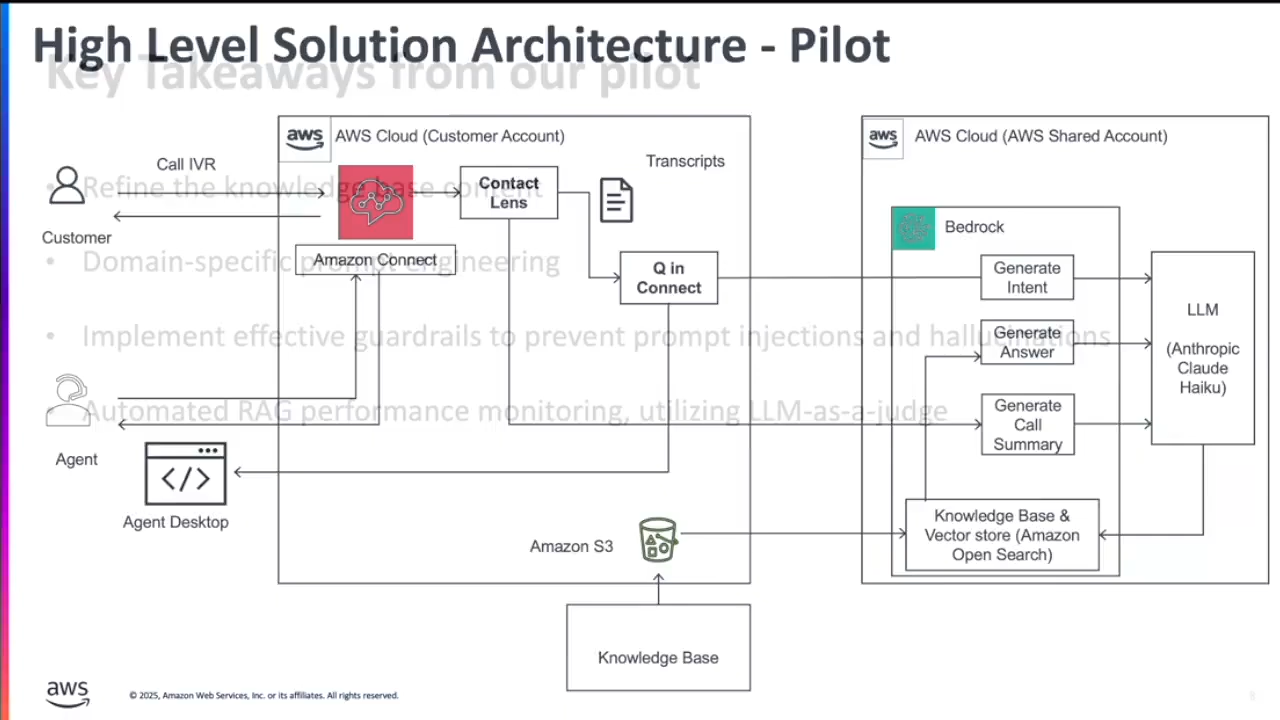 High Level Solution Architecture - Pilot
Key Takeaways from our pilot
aws
AWS Cloud (Customer Account)
aws
AWS Cloud (AWS Shared Account)
Call IVR
Transcripts
Customer
Contact
Lens
• Refine the knowledge base content
Bedrock
Amazon Connect
• Domain-specific prompt engineering
Q in
Connect
Generate
Intent
• Implement effective guardrails to prevent prompt injections and hallucinations
Generate
Answer
LLM
(Anthropic
Claude
Haiku)
Automated RAG performance monitoring, utilizing LLM-as-a-judge
Generate
Call
Summary
Agent
</>
Agent Desktop
Amazon S3
Knowledge Base &
Vector store (Amazon
Open Search)
Knowledge Base
aws
© 2025, Amazon Web Services, Inc. or its affiliates. All rights reserved.